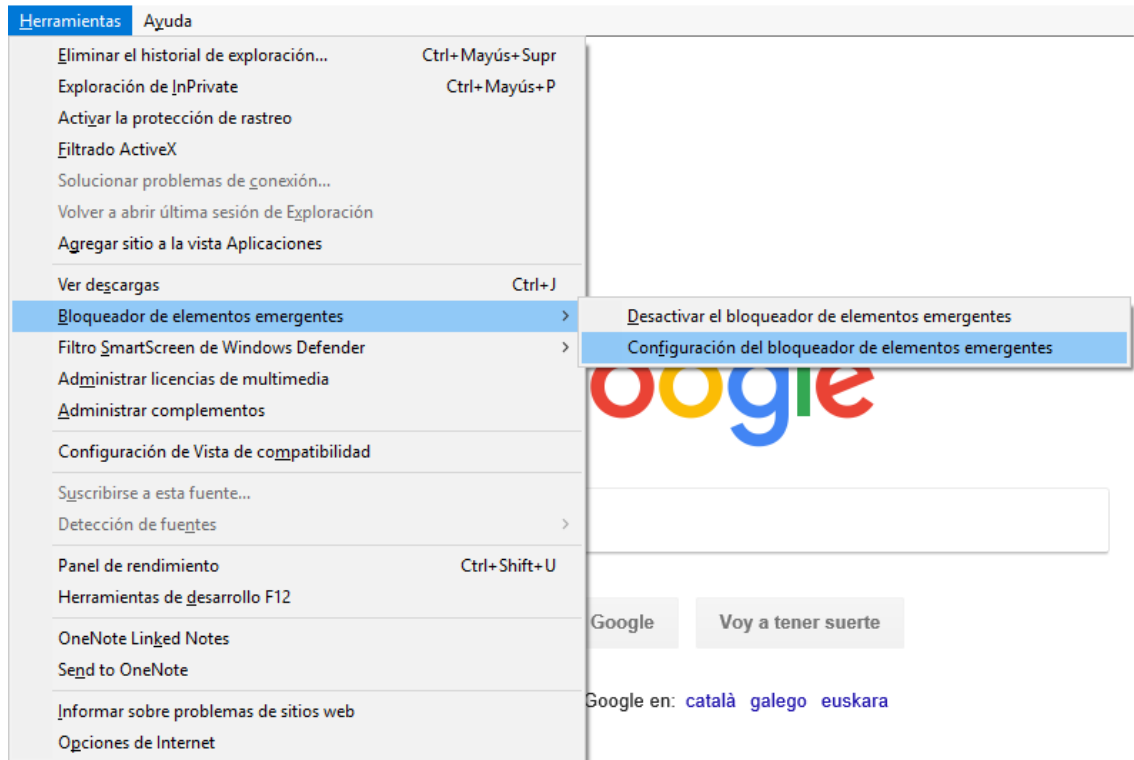 Herramientas Ayuda
Eliminar el historial de exploración... Ctrl+Mayús+Supr
Exploración de InPrivate Ctrl+Mayús+P
Activar la protección de rastreo
Filtrado ActiveX
Solucionar problemas de conexión...
Volver a abrir última sesión de Exploración
Agregar sitio a la vista Aplicaciones
Ver descargas Ctrl+J
Bloqueador de elementos emergentes >
Desactivar el bloqueador de elementos emergentes
Configuración del bloqueador de elementos emergentes
Filtro SmartScreen de Windows Defender >
Administrar licencias de multimedia
Administrar complementos
Configuración de Vista de compatibilidad
Suscribirse a esta fuente...
Detección de fuentes >
Panel de rendimiento Ctrl+Shift+U
Herramientas de desarrollo F12
OneNote Linked Notes
Send to OneNote
Informar sobre problemas de sitios web
Opciones de Internet
oogle
Google Voy a tener suerte
Google en: català galego euskara